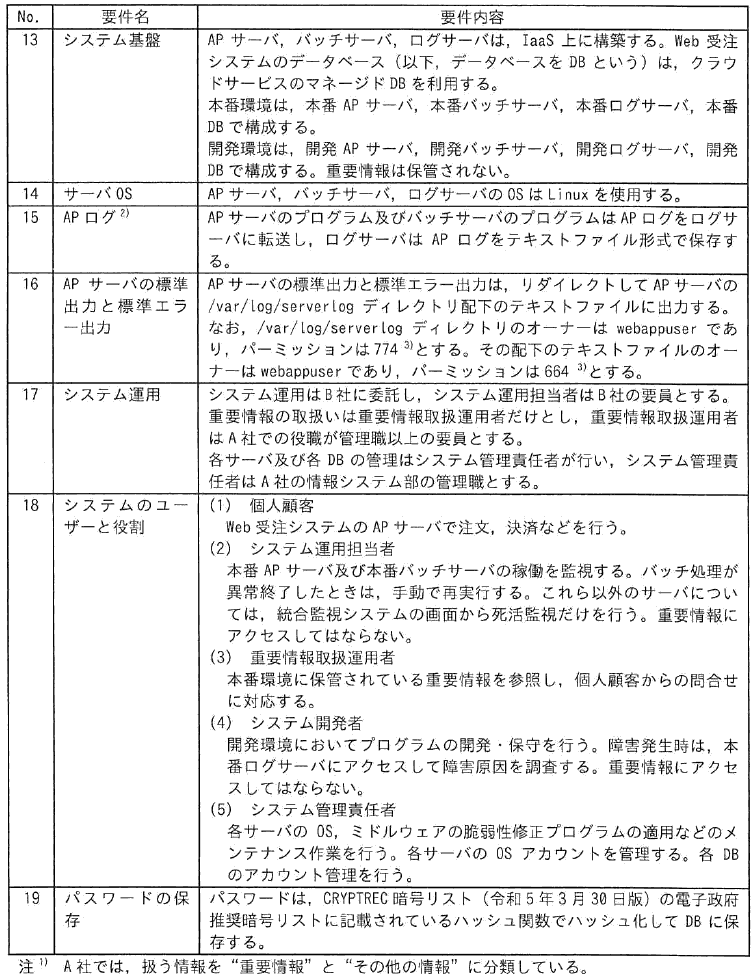 No. 要件名 要件内容
13 システム基盤 AP サーバ，バッチサーバ，ログサーバは，IaaS 上に構築する。Web 受注
システムのデータベース（以下，データベースを DB という）は，クラウ
ドサービスのマネージド DB を利用する。
本番環境は，本番 AP サーバ，本番バッチサーバ，本番ログサーバ，本番
DB で構成する。
開発環境は，開発 AP サーバ，開発バッチサーバ，開発ログサーバ，開発
DB で構成する。重要情報は保管されない。
14 サーバ OS AP サーバ，バッチサーバ，ログサーバの OS は Linux を使用する。
15 AP ログ 2) AP サーバのプログラム及びバッチサーバのプログラムは AP ログをログサ
ーバに転送し，ログサーバは AP ログをテキストファイル形式で保存す
る。
16 AP サーバの標準 AP サーバの標準出力と標準エラー出力は，リダイレクトして AP サーバの
出力と標準エラ /var/log/serverlog ディレクトリ配下のテキストファイルに出力する。
ー出力 なお，/var/log/serverlog ディレクトリのオーナーは webappuser であ
り，パーミッションは 774 3)とする。その配下のテキストファイルのオー
ナーは webappuser であり，パーミッションは 664 3)とする。
17 システム運用 システム運用は B 社に委託し，システム運用担当者は B 社の要員とする。
重要情報の取扱いは重要情報取扱運用者だけとし，重要情報取扱運用者
は A 社での役職が管理職以上の要員とする。
各サーバ及び各 DB の管理はシステム管理責任者が行い，システム管理責
任者は A 社の情報システム部の管理職とする。
18 システムのユー (1) 個人顧客
ザーと役割 Web 受注システムの AP サーバで注文，決済などを行う。
(2) システム運用担当者
本番 AP サーバ及び本番バッチサーバの稼働を監視する。バッチ処理が
異常終了したときは，手動で再実行する。これら以外のサーバについ
ては，統合監視システムの画面から死活監視だけを行う。重要情報に
アクセスしてはならない。
(3) 重要情報取扱運用者
本番環境に保管されている重要情報を参照し，個人顧客からの問合せ
に対応する。
(4) システム開発者
開発環境においてプログラムの開発・保守を行う。障害発生時は，本
番ログサーバにアクセスして障害原因を調査する。重要情報にアクセ
スしてはならない。
(5) システム管理責任者
各サーバの OS，ミドルウェアの脆弱性修正プログラムの適用などのメ
ンテナンス作業を行う。各サーバの OS アカウントを管理する。各 DB
のアカウント管理を行う。
19 パスワードの保 パスワードは，CRYPTREC 暗号リスト（令和 5 年 3 月 30 日版）の電子政府
存 推奨暗号リストに記載されているハッシュ関数でハッシュ化して DB に保
存する。
注 1) A 社では，扱う情報を“重要情報”と“その他の情報”に分類している。